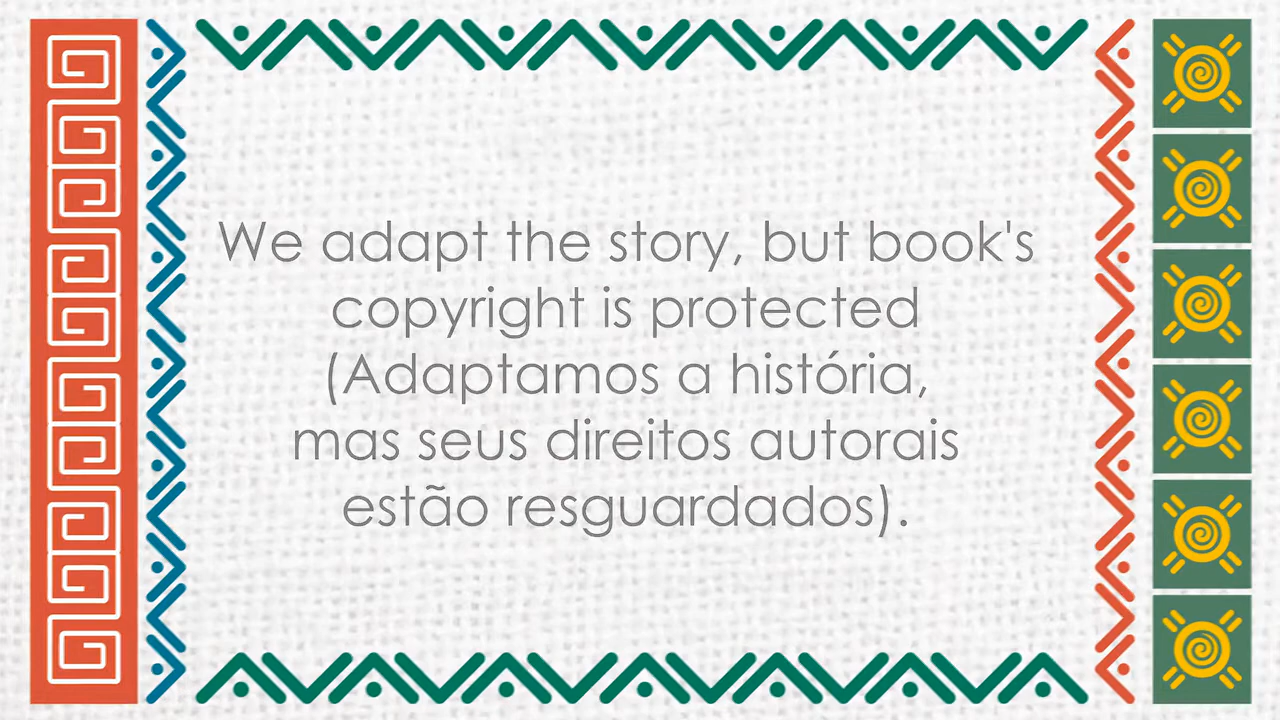 We adapt the story, but book's
copyright is protected
(Adaptamos a história,
mas seus direitos autorais
estão resguardados).